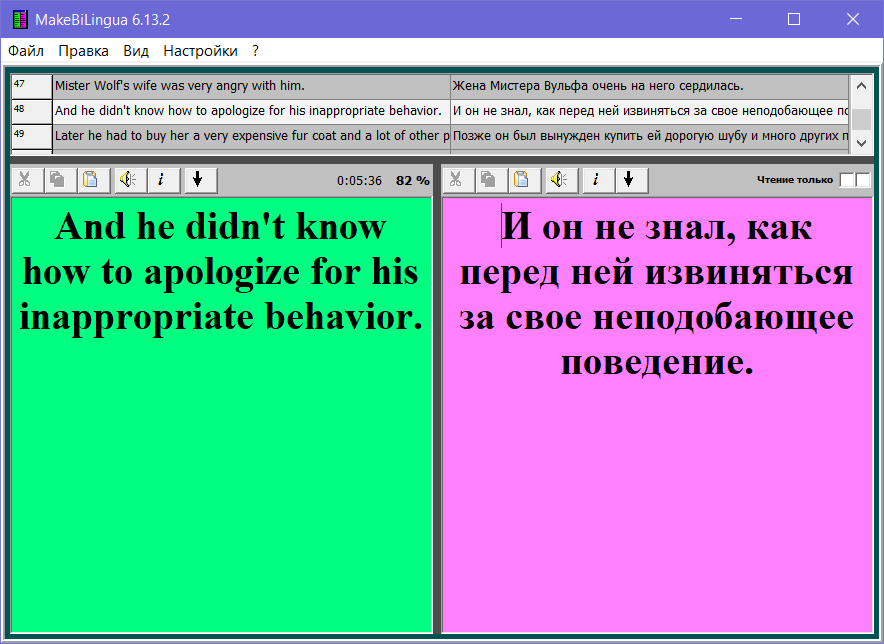 MakeBiLingua 6.13.2
Файл Правка Вид Настройки ?
47 Mister Wolf's wife was very angry with him. Жена Мистера Вульфа очень на него сердилась.
48 And he didn't know how to apologize for his inappropriate behavior. И он не знал, как перед ней извиняться за свое неподобающее по
49 Later he had to buy her a very expensive fur coat and a lot of other p Позже он был вынужден купить ей дорогую шубу и много других п
i 0:05:36 82 % i Чтение только
And he didn't know
how to apologize for his
inappropriate behavior.
И он не знал, как
перед ней извиняться
за свое неподобающее
поведение.